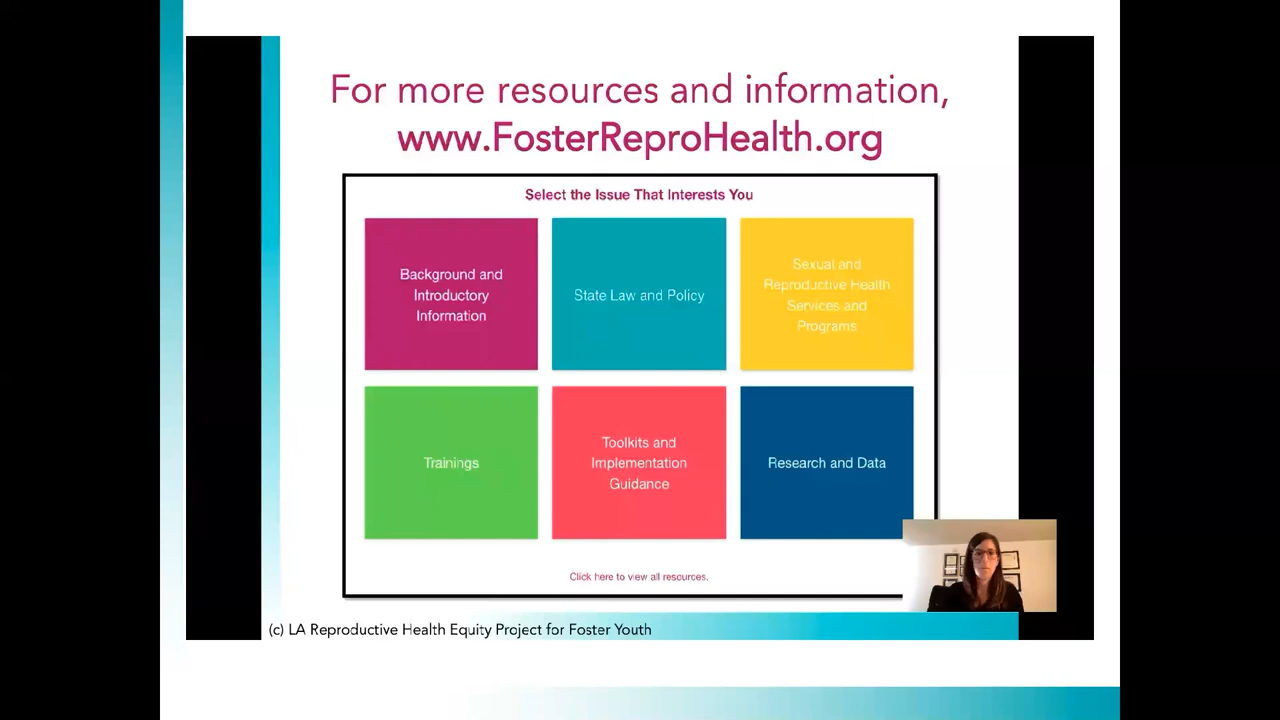 For more resources and information,
www.FosterReproHealth.org
Select the Issue That Interests You
Background and
Introductory
Information
State Law and Policy
Sexual and
Reproductive Health
Services and
Programs
Trainings
Toolkits and
Implementation
Guidance
Research and Data
Click here to view all resources.
(c) LA Reproductive Health Equity Project for Foster Youth